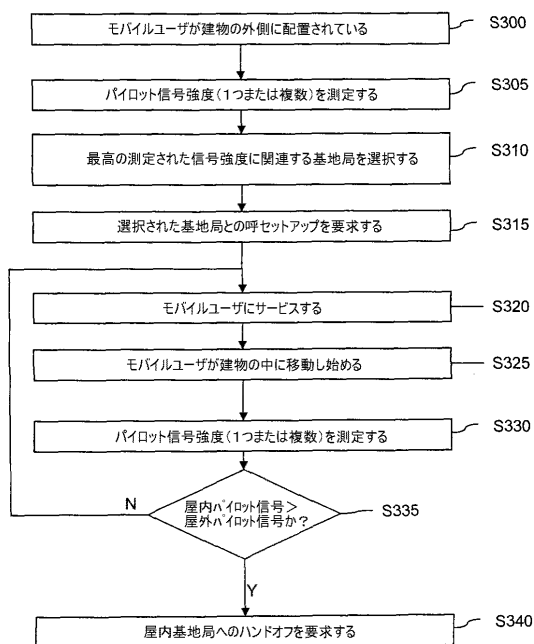 モバイルユーザが建物の外側に配置されている
S300
パイロット信号強度(1つまたは複数)を測定する
S305
最高の測定された信号強度に関連する基地局を選択する
S310
選択された基地局との呼セットアップを要求する
S315
モバイルユーザにサービスする
S320
モバイルユーザが建物の中に移動し始める
S325
パイロット信号強度(1つまたは複数)を測定する
S330
屋内パイロット信号>
屋外パイロット信号か?
S335
N
Y
屋内基地局へのハンドオフを要求する
S340